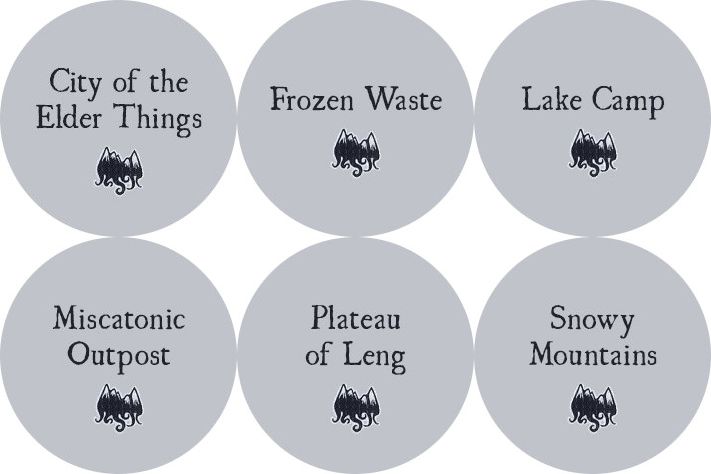 City of the
Elder Things
Frozen Waste
Lake Camp
Miscatonic
Outpost
Plateau
of Leng
Snowy
Mountains